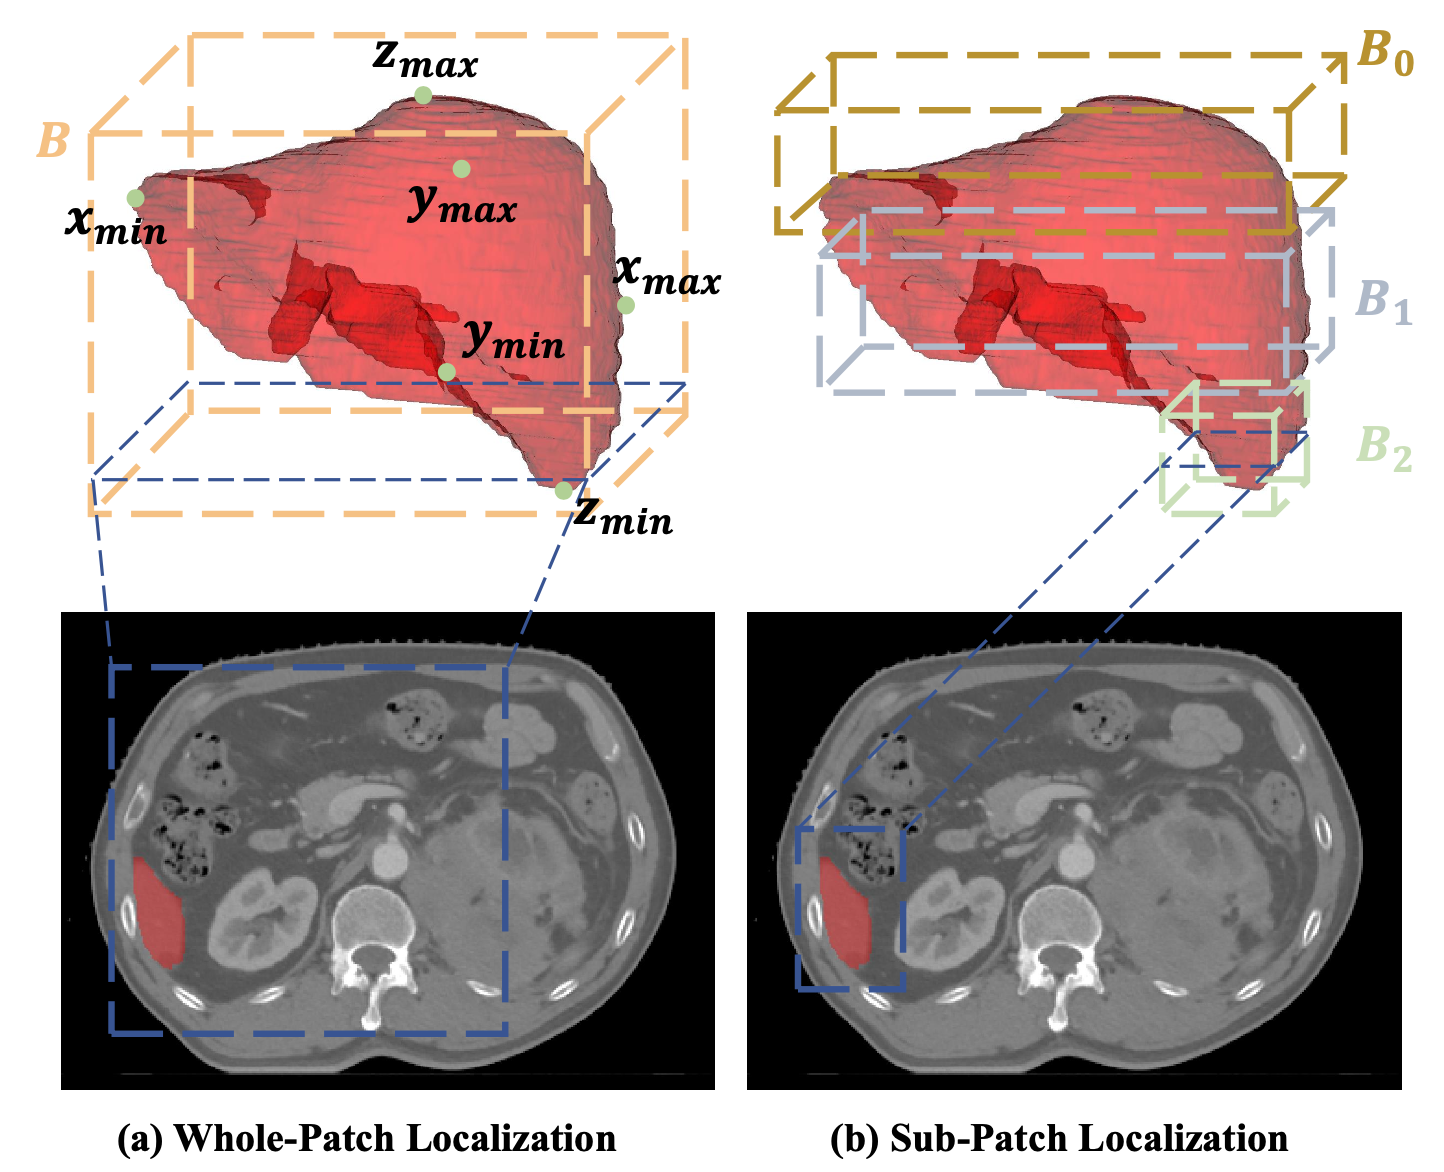 B
z_max
x_min
y_max
x_max
y_min
z_min
(a) Whole-Patch Localization
B_0
B_1
B_2
(b) Sub-Patch Localization